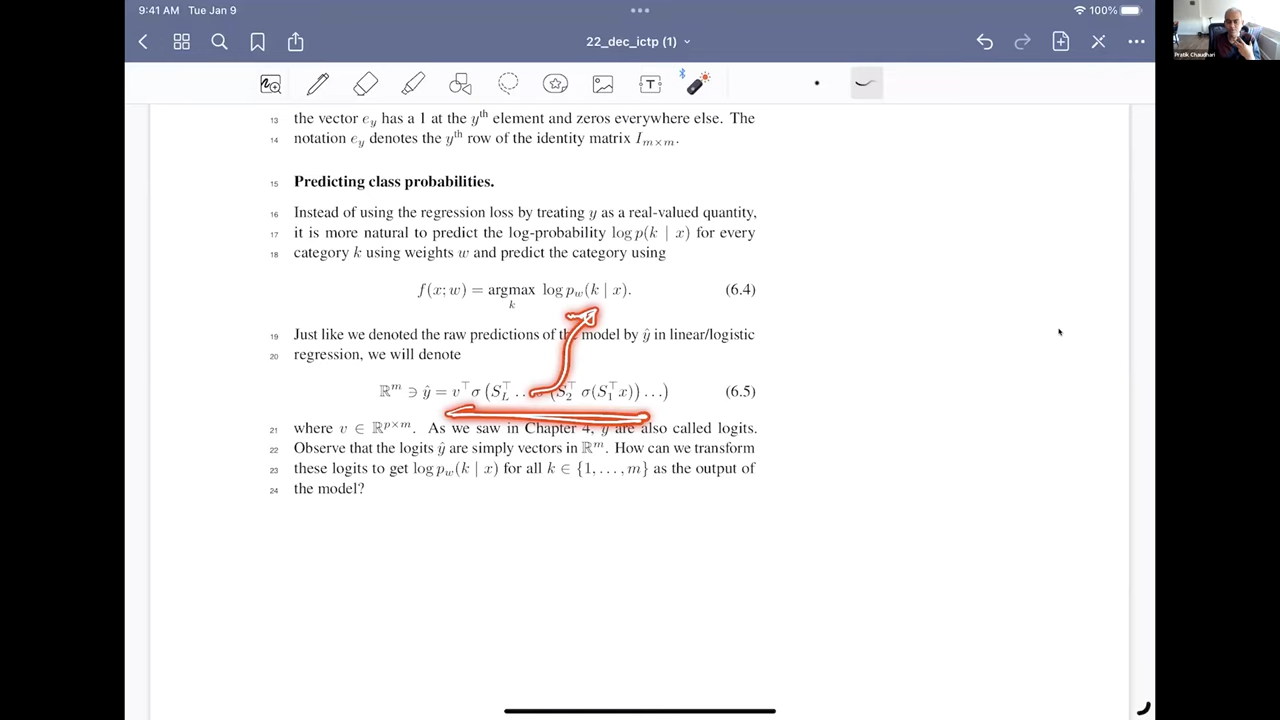 9:41 AM Tue Jan 9
100%
Pratik Chaudhari
22_dec_ictp (1)
T
13 the vector e_y has a 1 at the y^th element and zeros everywhere else. The
14 notation e_y denotes the y^th row of the identity matrix I_{m×m}.
15 Predicting class probabilities.
16 Instead of using the regression loss by treating y as a real-valued quantity,
17 it is more natural to predict the log-probability log p(k | x) for every
18 category k using weights w and predict the category using
f(x; w) = argmax_k log p_w(k | x). (6.4)
19 Just like we denoted the raw predictions of the model by ŷ in linear/logistic
20 regression, we will denote
ℝ^m ∋ ŷ = v^⊤ σ (S_L^⊤ . . . (S_2^⊤ σ(S_1^⊤ x)) . . .) (6.5)
21 where v ∈ ℝ^{p×m}. As we saw in Chapter 4, ŷ are also called logits.
22 Observe that the logits ŷ are simply vectors in ℝ^m. How can we transform
23 these logits to get log p_w(k | x) for all k ∈ {1, . . . , m} as the output of
24 the model?